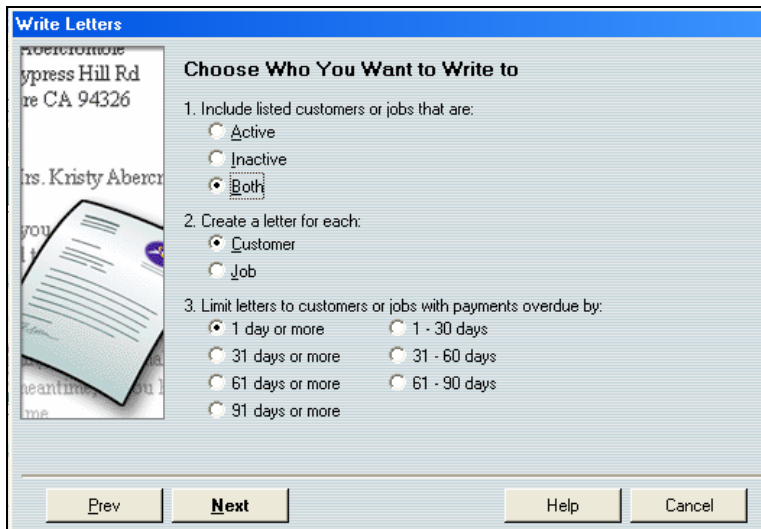 Write Letters
Abercrombie
ypress Hill Rd
re CA 94326
rs. Kristy Abercr
you
Choose Who You Want to Write to
1. Include listed customers or jobs that are:
Active
Inactive
Both
2. Create a letter for each:
Customer
Job
3. Limit letters to customers or jobs with payments overdue by:
1 day or more
1 - 30 days
31 days or more
31 - 60 days
61 days or more
61 - 90 days
91 days or more
meantime,
me
Prev
Next
Help
Cancel